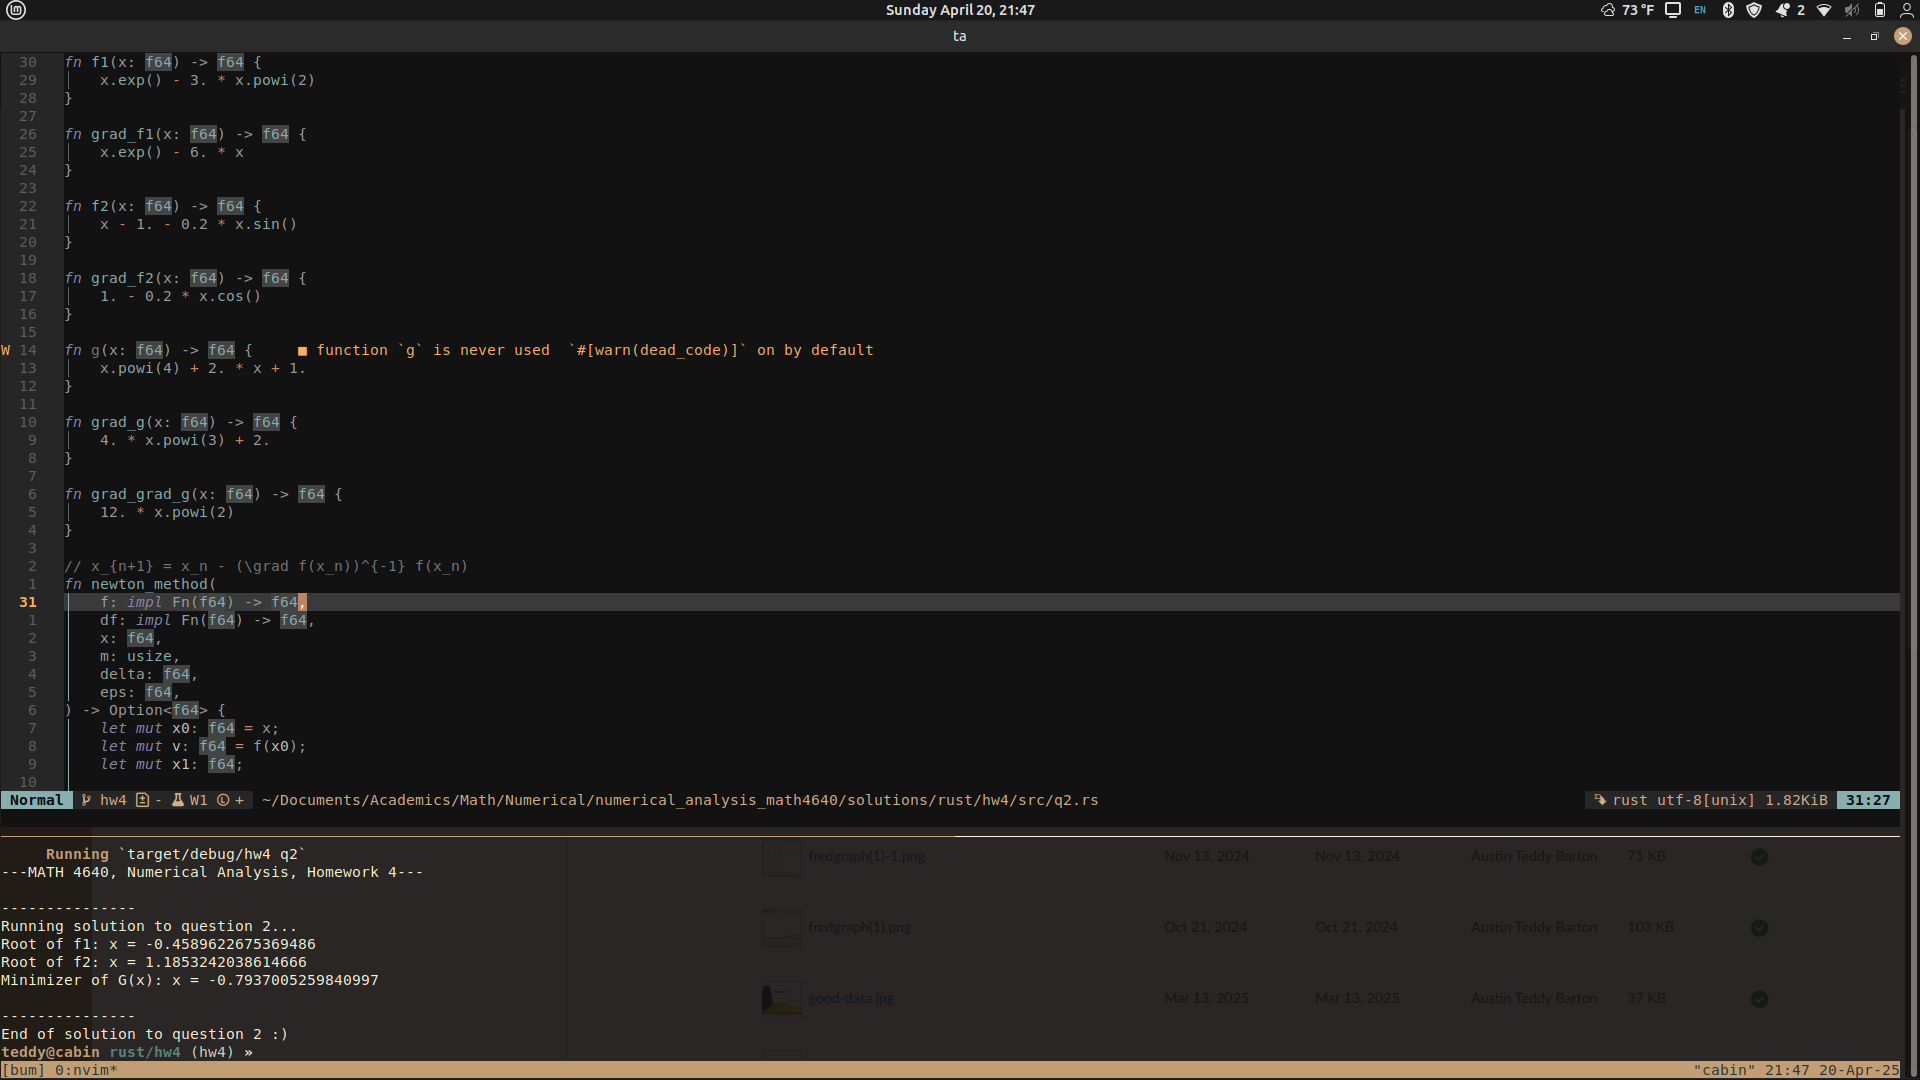 Sunday April 20, 21:47
73 °F EN 2
ta
30 fn f1(x: f64) -> f64 {
29 x.exp() - 3. * x.powi(2)
28 }
27
26 fn grad_f1(x: f64) -> f64 {
25 x.exp() - 6. * x
24 }
23
22 fn f2(x: f64) -> f64 {
21 x - 1. - 0.2 * x.sin()
20 }
19
18 fn grad_f2(x: f64) -> f64 {
17 1. - 0.2 * x.cos()
16 }
15
W 14 fn g(x: f64) -> f64 { ■ function `g` is never used `#[warn(dead_code)]` on by default
13 x.powi(4) + 2. * x + 1.
12 }
11
10 fn grad_g(x: f64) -> f64 {
9 4. * x.powi(3) + 2.
8 }
7
6 fn grad_grad_g(x: f64) -> f64 {
5 12. * x.powi(2)
4 }
3
2 // x_{n+1} = x_n - (\grad f(x_n))^{-1} f(x_n)
1 fn newton_method(
31 f: impl Fn(f64) -> f64,
1 df: impl Fn(f64) -> f64,
2 x: f64,
3 m: usize,
4 delta: f64,
5 eps: f64,
6 ) -> Option<f64> {
7 let mut x0: f64 = x;
8 let mut v: f64 = f(x0);
9 let mut x1: f64;
10
Normal hw4 - W1 + ~/Documents/Academics/Math/Numerical/numerical_analysis_math4640/solutions/rust/hw4/src/q2.rs rust utf-8[unix] 1.82KiB 31:27
Running `target/debug/hw4 q2`
---MATH 4640, Numerical Analysis, Homework 4---
---------------
Running solution to question 2...
Root of f1: x = -0.4589622675369486
Root of f2: x = 1.1853242038614666
Minimizer of G(x): x = -0.7937005259840997
---------------
End of solution to question 2 :)
teddy@cabin rust/hw4 (hw4) »
fredgraph(1)-1.png Nov 13, 2024 Nov 13, 2024 Austin Teddy Barton 71 KB
fredgraph(1).png Oct 21, 2024 Oct 21, 2024 Austin Teddy Barton 103 KB
good-data.jpg Mar 13, 2025 Mar 13, 2025 Austin Teddy Barton 37 KB
[bum] 0:nvim* "cabin" 21:47 20-Apr-25